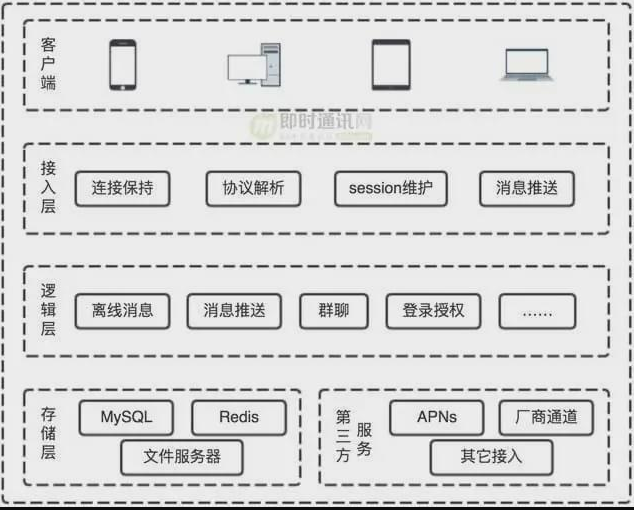 客户端
即时通讯网
接入层
连接保持
协议解析
session维护
消息推送
逻辑层
离线消息
消息推送
群聊
登录授权
......
存储层
MySQL
Redis
文件服务器
第三方
服务
APNs
厂商通道
其它接入